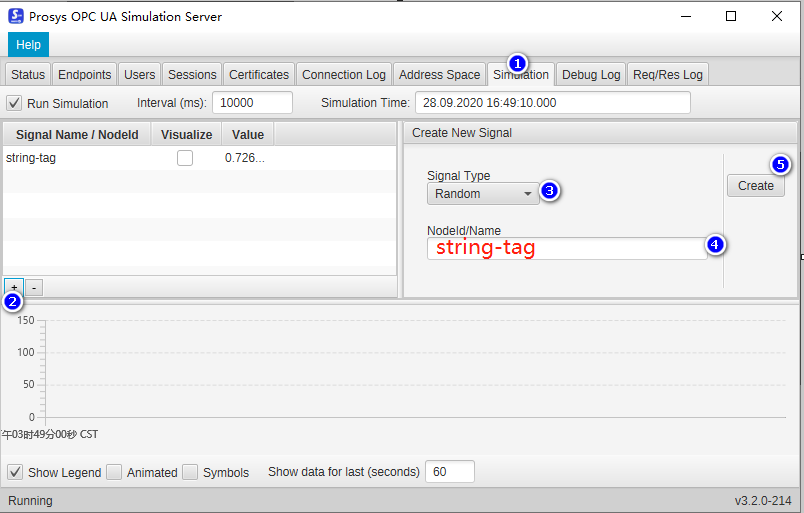 Prosys OPC UA Simulation Server
Help
Status Endpoints Users Sessions Certificates Connection Log Address Space Simulation Debug Log Req/Res Log
1
Run Simulation Interval (ms): 10000 Simulation Time: 28.09.2020 16:49:10.000
Signal Name / NodeId Visualize Value
string-tag 0.726...
Create New Signal
Signal Type
Random
3
NodeId/Name
string-tag
4
5
Create
+ -
2
150
100
50
0
午03时49分00秒 CST
Show Legend Animated Symbols Show data for last (seconds) 60
Running v3.2.0-214